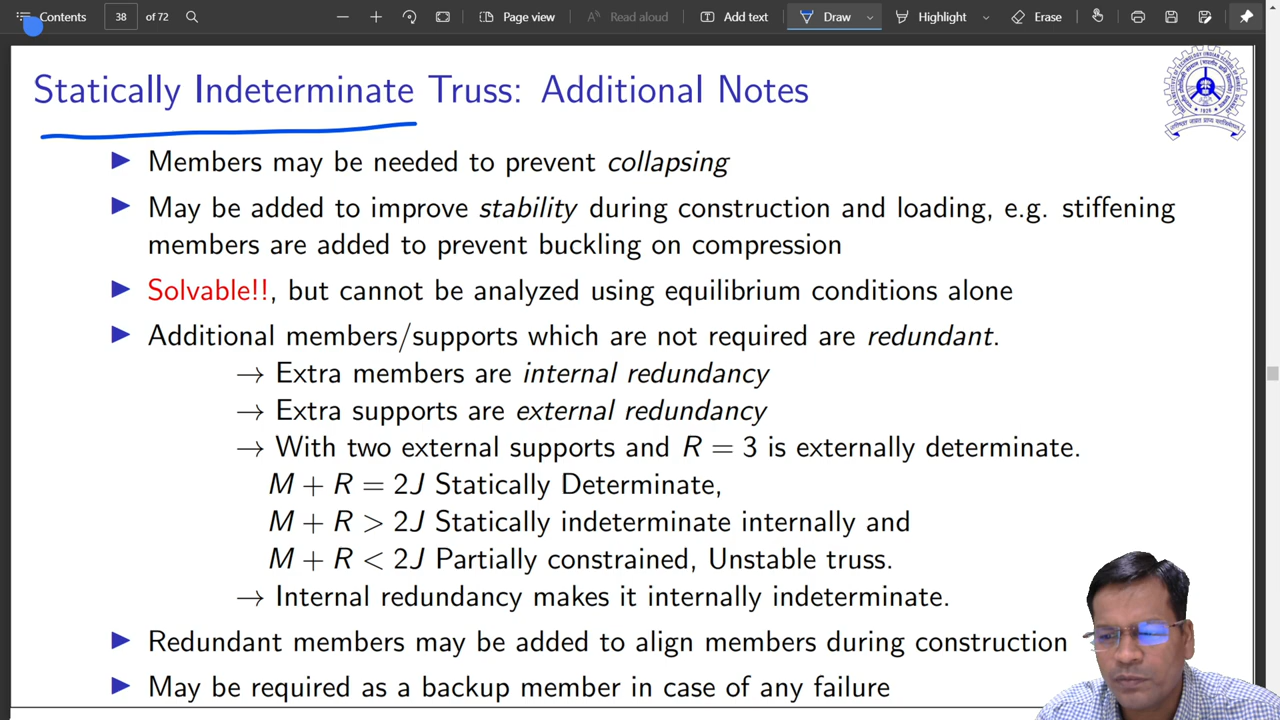 Contents 38 of 72 Page view Read aloud Add text Draw Highlight Erase
Statically Indeterminate Truss: Additional Notes
Members may be needed to prevent collapsing
May be added to improve stability during construction and loading, e.g. stiffening
members are added to prevent buckling on compression
Solvable!!, but cannot be analyzed using equilibrium conditions alone
Additional members/supports which are not required are redundant.
→ Extra members are internal redundancy
→ Extra supports are external redundancy
→ With two external supports and R = 3 is externally determinate.
M + R = 2J Statically Determinate,
M + R > 2J Statically indeterminate internally and
M + R < 2J Partially constrained, Unstable truss.
→ Internal redundancy makes it internally indeterminate.
Redundant members may be added to align members during construction
May be required as a backup member in case of any failure